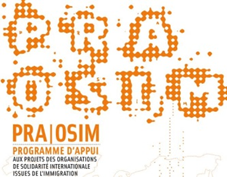 PRA
OSIM
PRA|OSIM
PROGRAMME D'APPUI
AUX PROJETS DES ORGANISATIONS
DE SOLIDARITÉ INTERNATIONALE
ISSUES DE L'IMMIGRATION